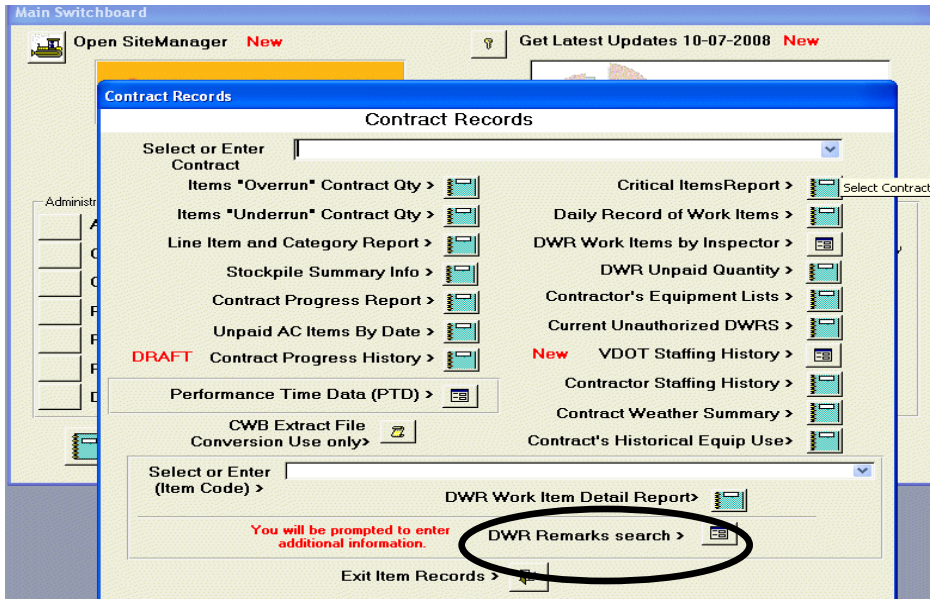 Main Switchboard
Open SiteManager New
Get Latest Updates 10-07-2008 New
Contract Records
Contract Records
Select or Enter
Contract
Items "Overrun" Contract Qty >
Critical ItemsReport >
Select Contract
Administr
Items "Underrun" Contract Qty >
Daily Record of Work Items >
Line Item and Category Report >
DWR Work Items by Inspector >
Stockpile Summary Info >
DWR Unpaid Quantity >
Contract Progress Report >
Contractor's Equipment Lists >
Unpaid AC Items By Date >
Current Unauthorized DWRS >
DRAFT Contract Progress History >
New VDOT Staffing History >
Performance Time Data (PTD) >
Contractor Staffing History >
CWB Extract File
Conversion Use only>
Contract Weather Summary >
Contract's Historical Equip Use>
Select or Enter
(Item Code) >
DWR Work Item Detail Report>
You will be prompted to enter
additional information.
DWR Remarks search >
Exit Item Records >